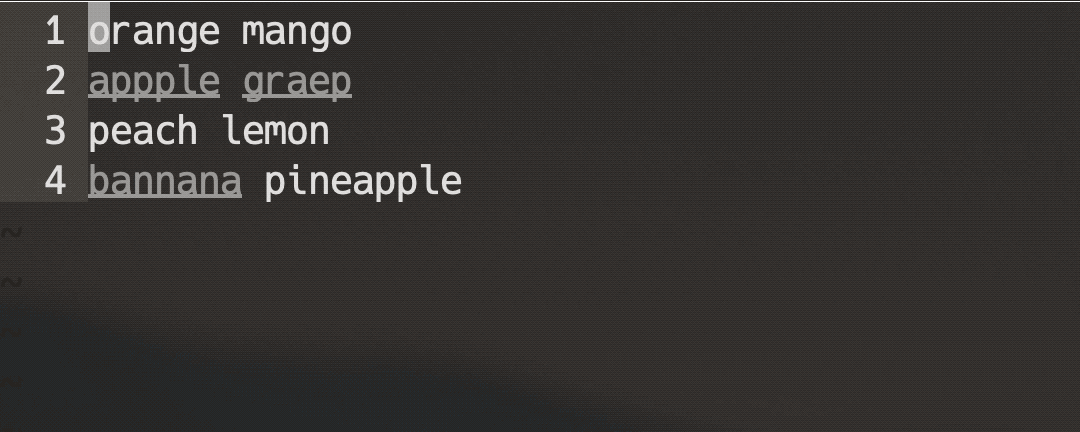 1 orange mango
2 appple graep
3 peach lemon
4 bannana pineapple
~
~
~
~